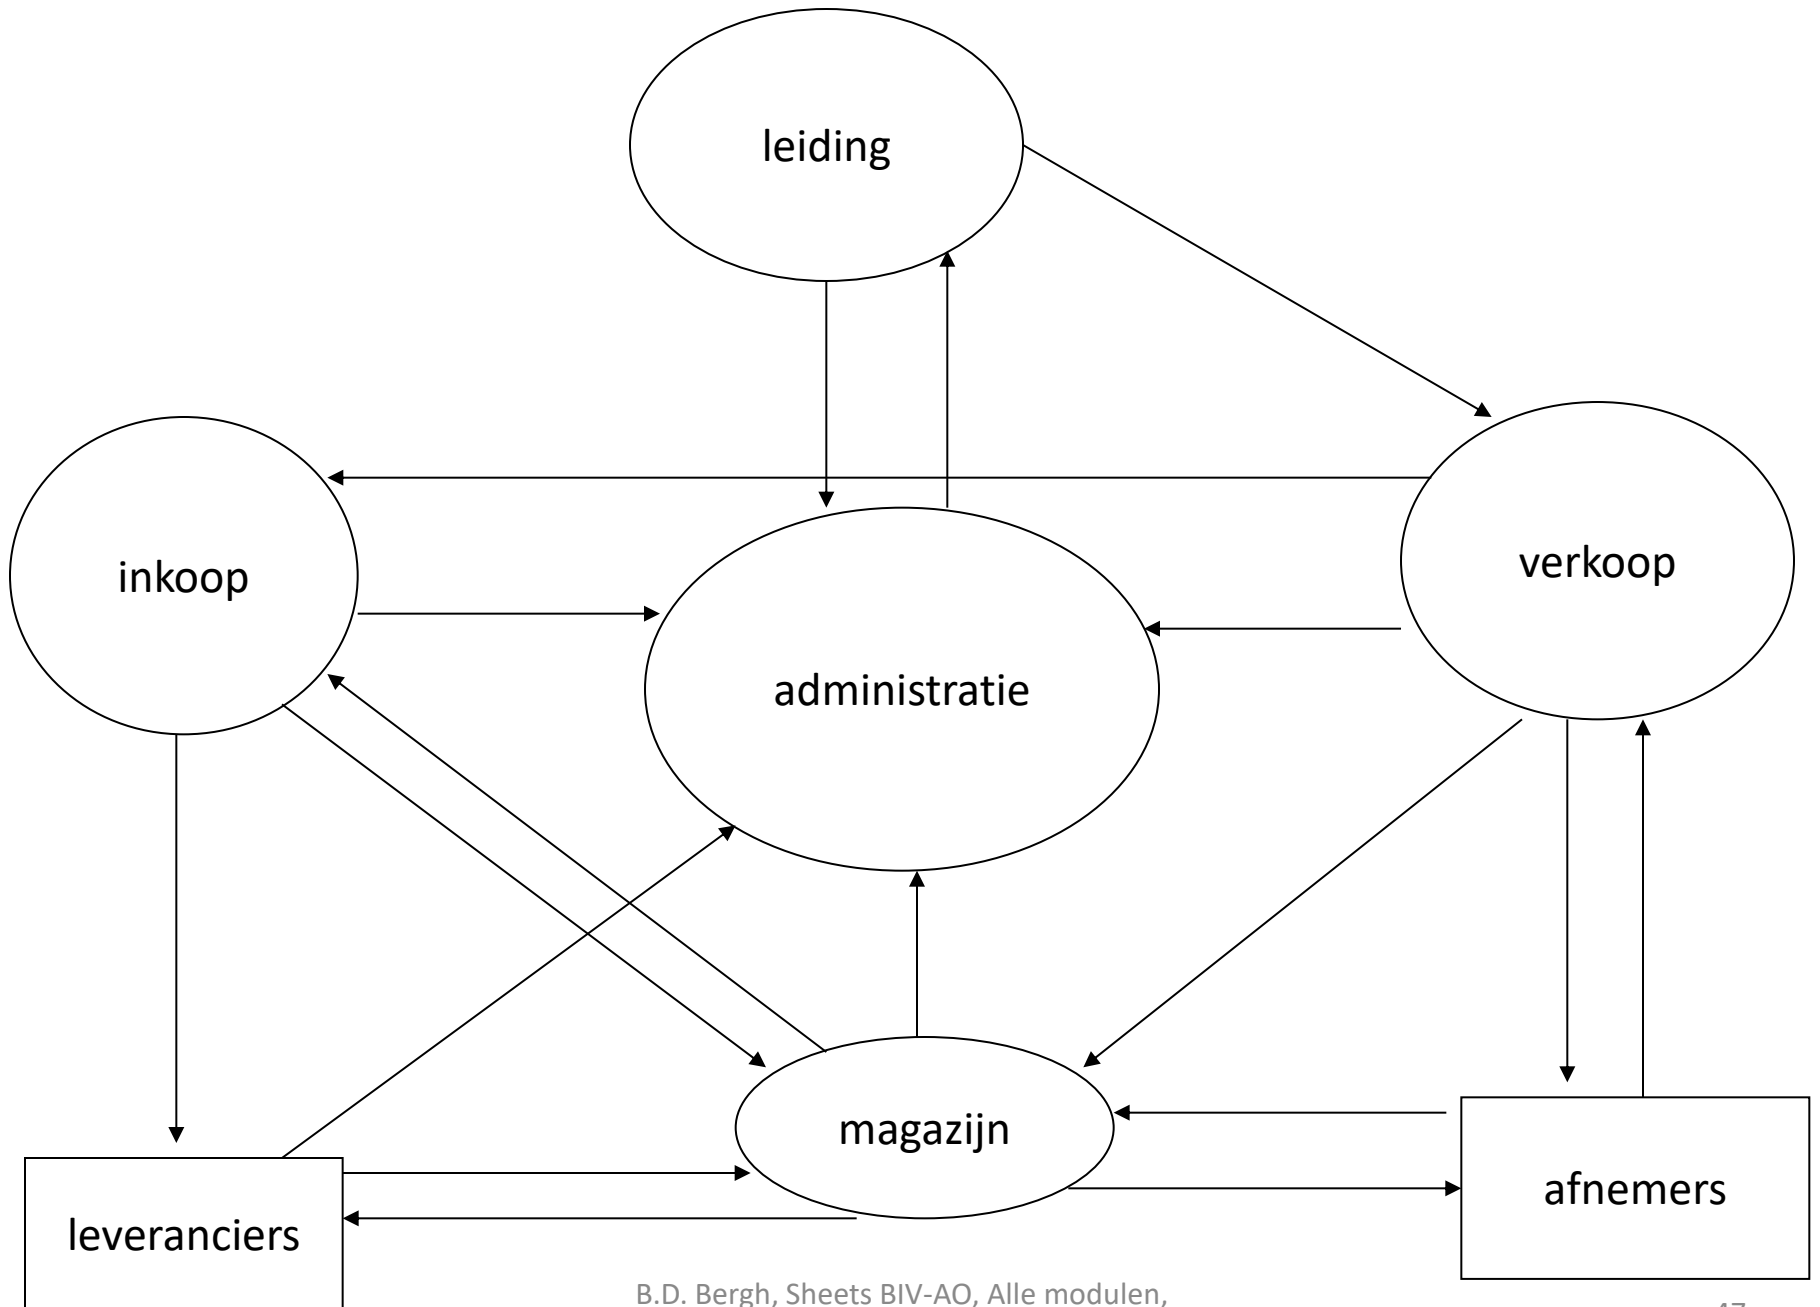 leiding
inkoop
verkoop
administratie
magazijn
afnemers
leveranciers
B.D. Bergh, Sheets BIV-AO, Alle modulen,